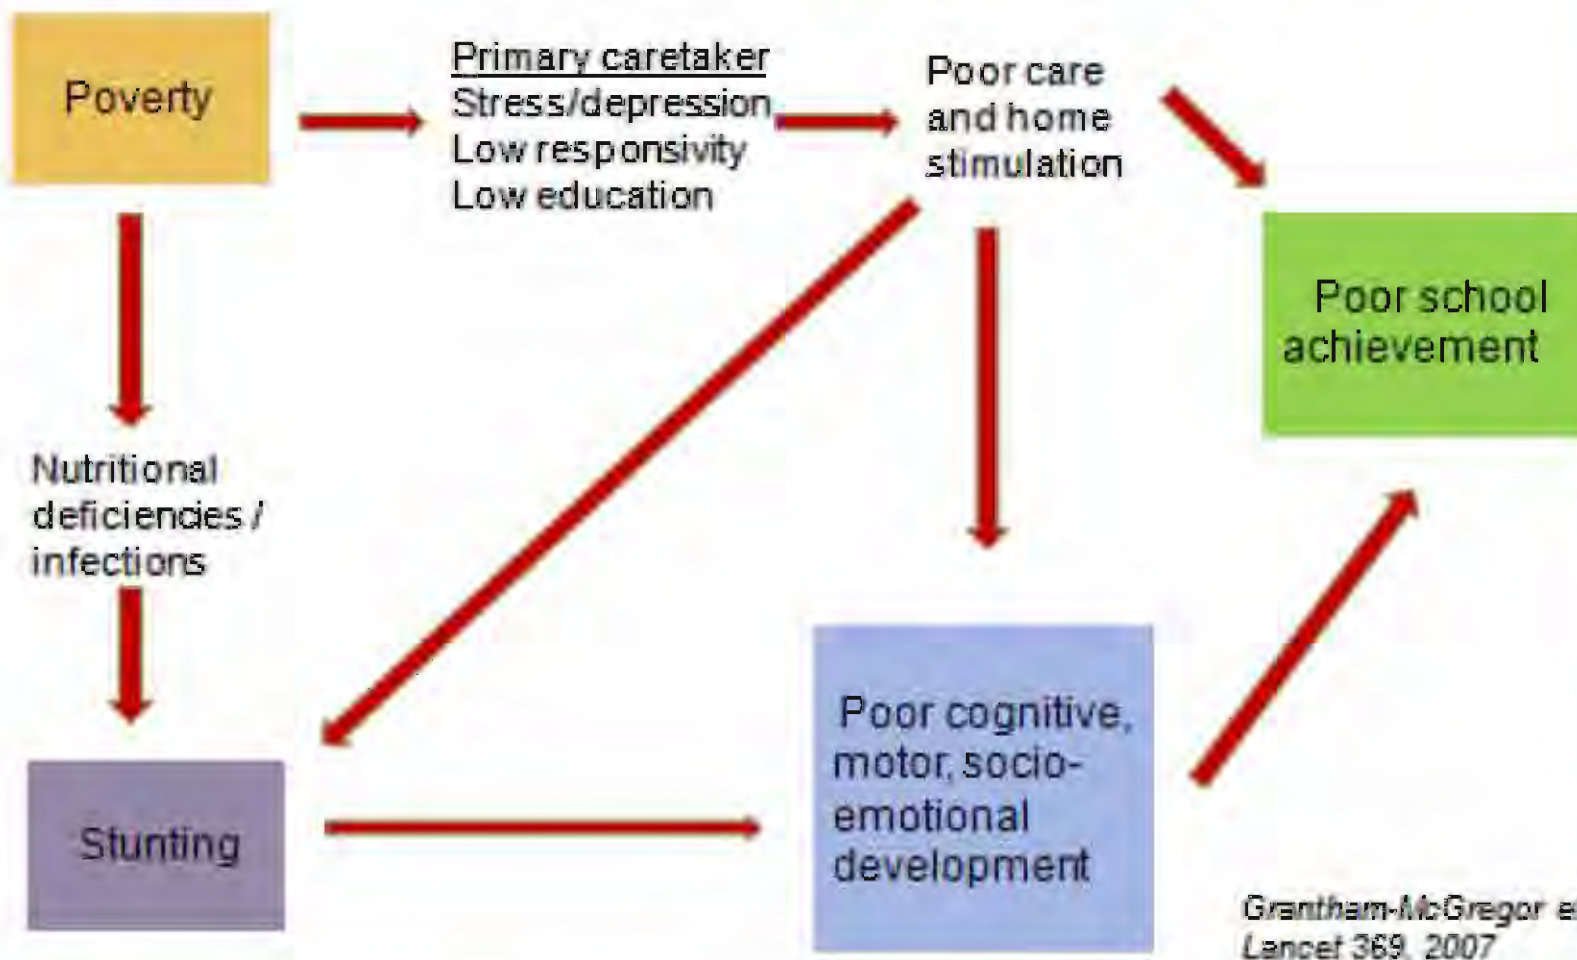 Poverty
Primary caretaker
Stress/depression
Low responsivity
Low education
Poor care
and home
stimulation
Poor school
achievement
Nutritional
deficiencies /
infections
Stunting
Poor cognitive,
motor, socio-
emotional
development
Grantham-McGregor e
Lancet 369, 2007